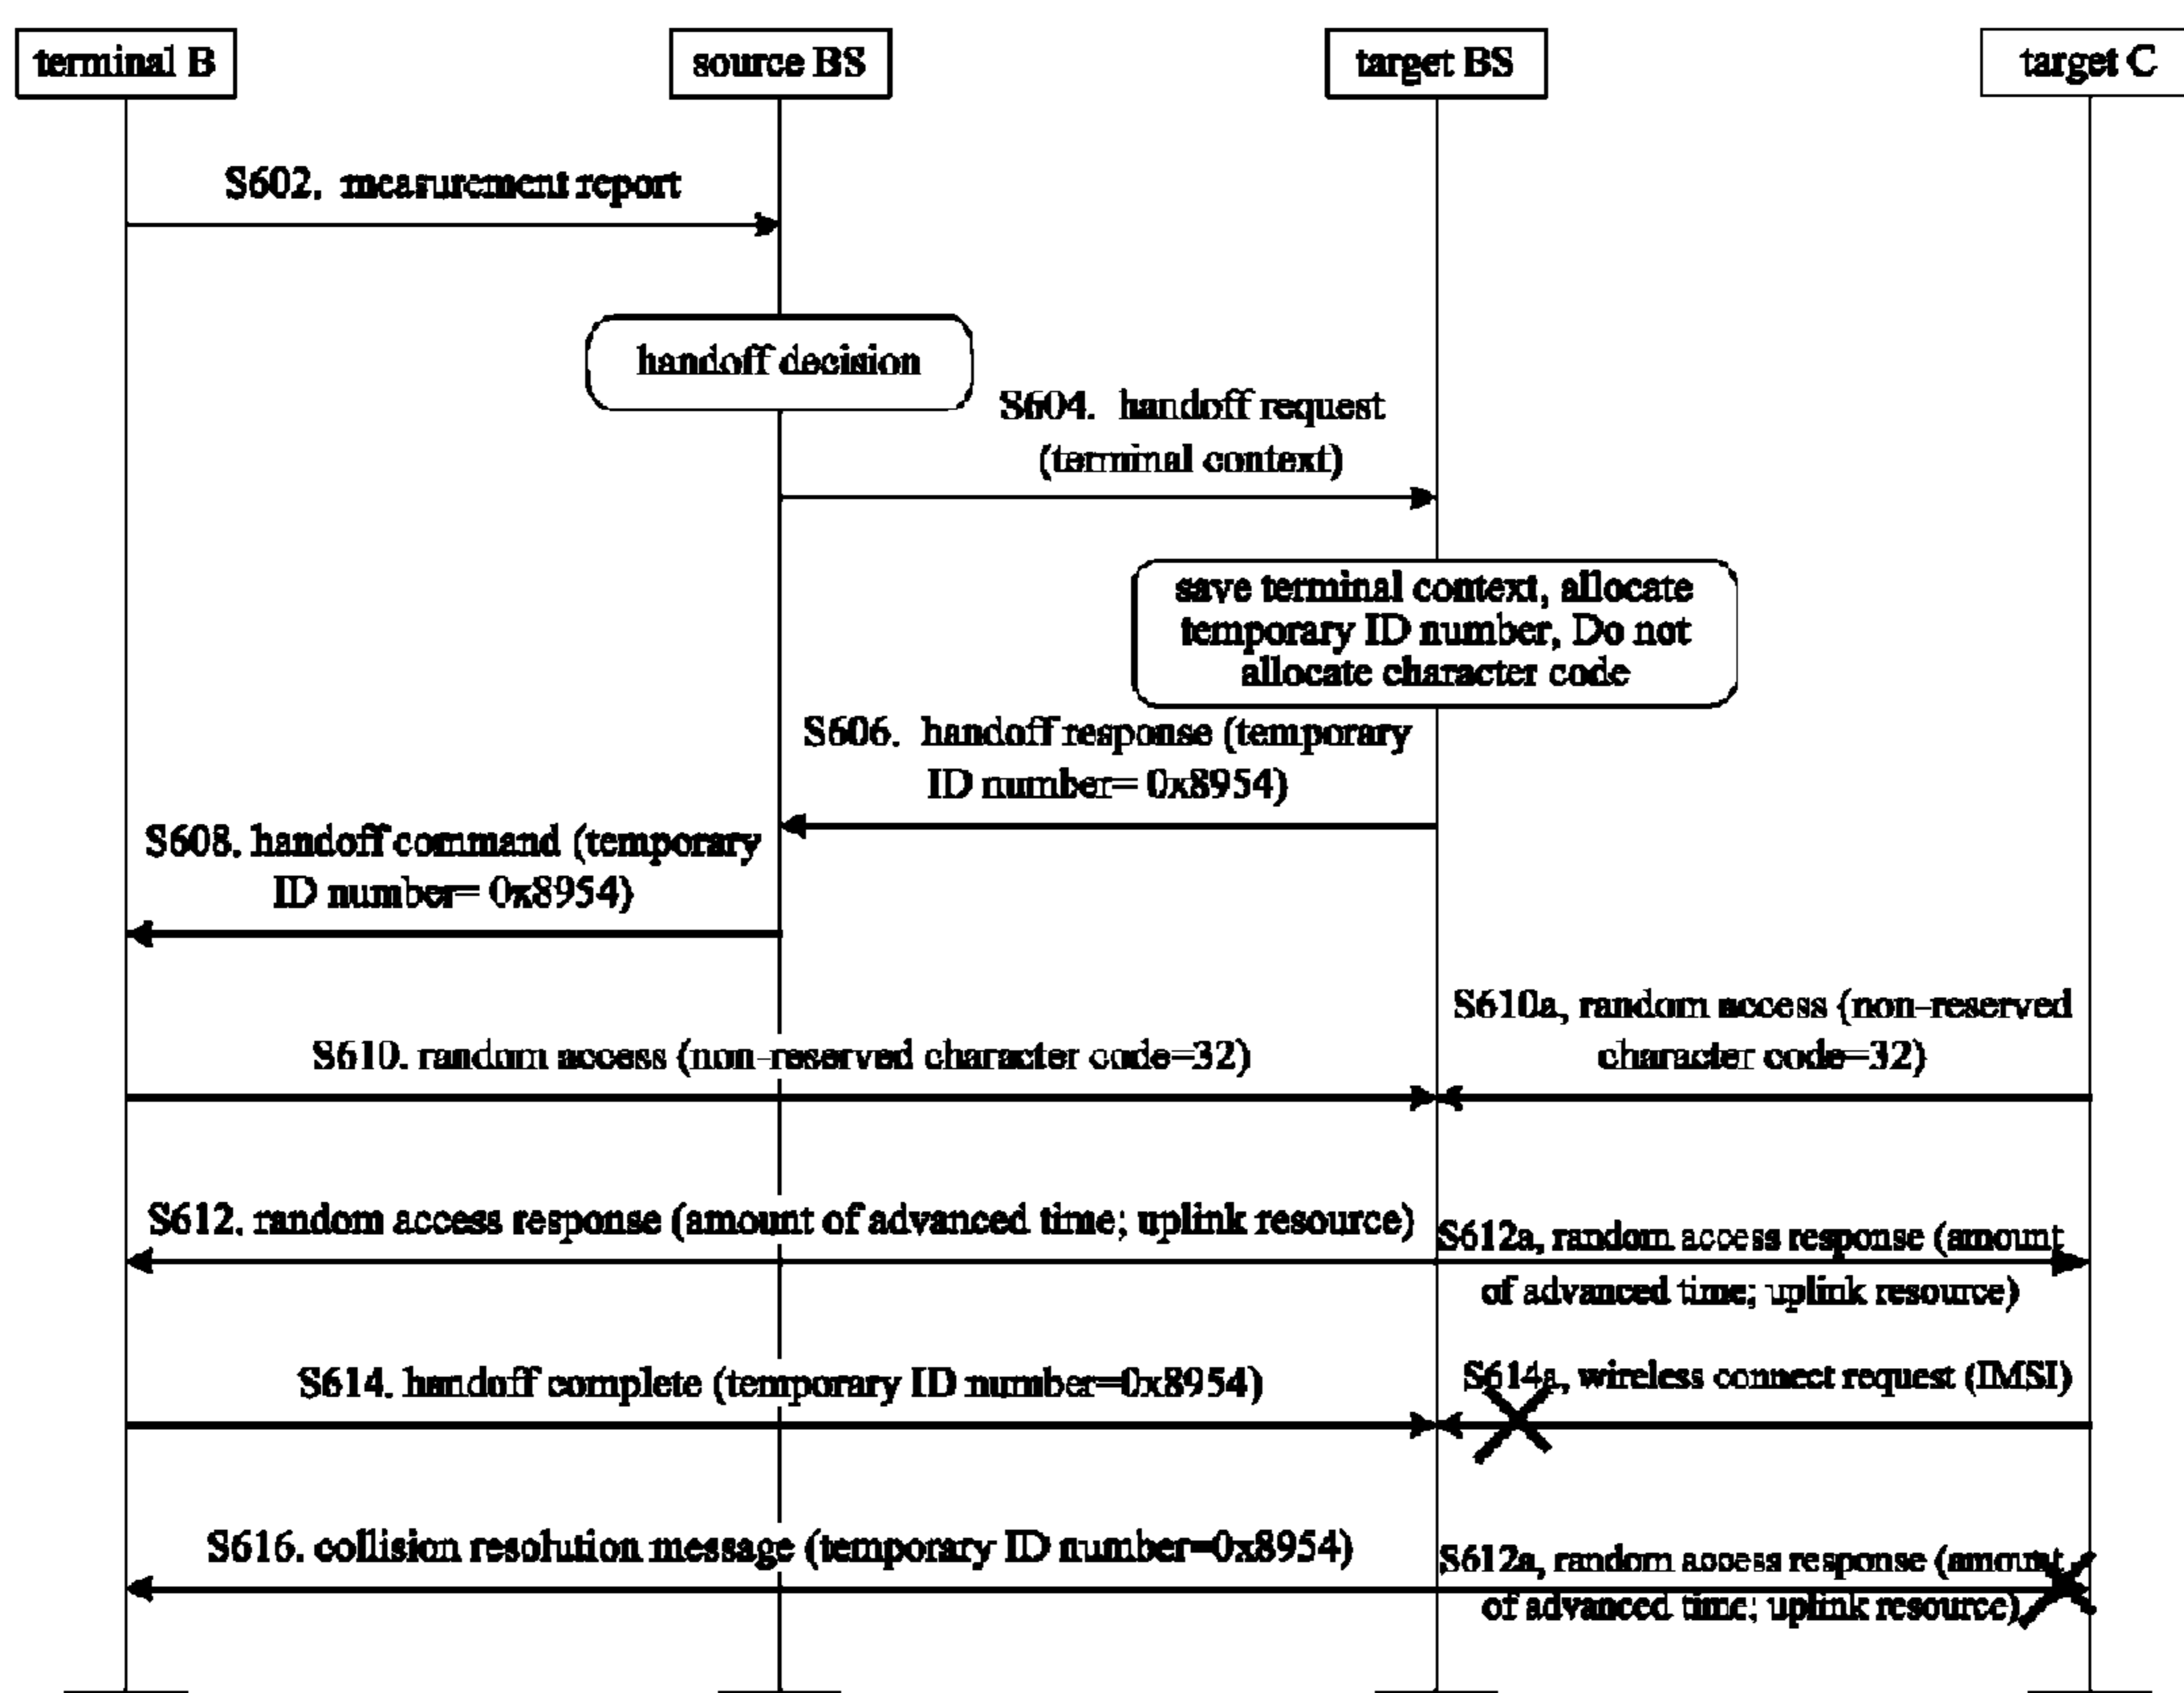 terminal B
source BS
target BS
target C
S602. measurement report
handoff decision
S604. handoff request
(terminal context)
save terminal context, allocate
temporary ID number, Do not
allocate character code
S606. handoff response (temporary
ID number= 0x8954)
S608. handoff command (temporary
ID number= 0x8954)
S610a, random access (non-reserved
character code=32)
S610. random access (non-reserved character code=32)
S612. random access response (amount of advanced time; uplink resource)
S612a, random access response (amount
of advanced time; uplink resource)
S614. handoff complete (temporary ID number=0x8954)
S614a, wireless connect request (IMSI)
S616. collision resolution message (temporary ID number=0x8954)
S612a, random access response (amount
of advanced time; uplink resource)